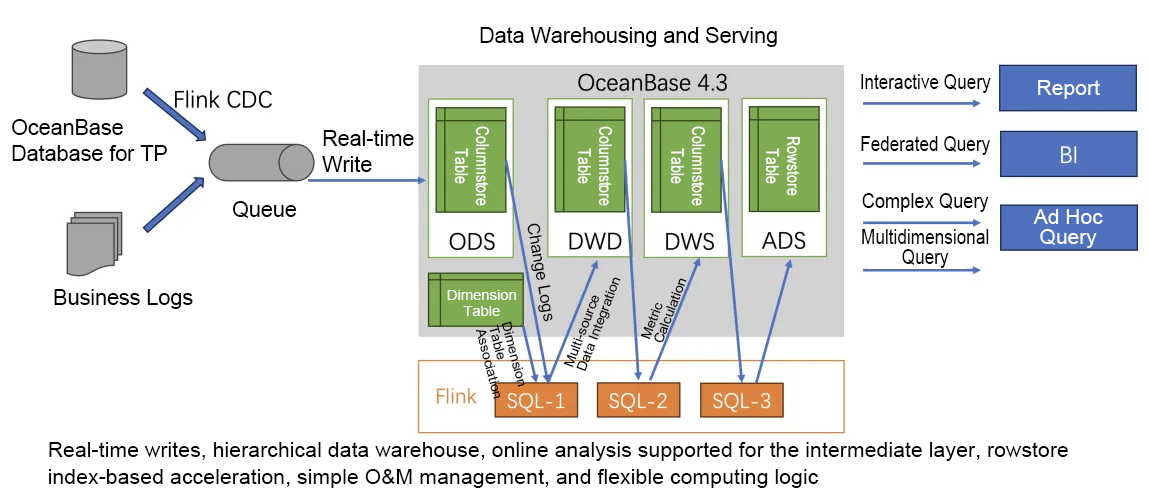 Data Warehousing and Serving
OceanBase 4.3
Flink CDC
OceanBase
Database for TP
Real-time
Write
Queue
Business Logs
Columnstore
Table
ODS
Columnstore
Table
DWD
Columnstore
Table
DWS
Rowstore
Table
ADS
Dimension
Table
Change Logs
Dimension
Table
Association
Multi-source
Data Integration
Metric
Calculation
Flink
SQL-1
SQL-2
SQL-3
Interactive Query
Report
Federated Query
BI
Complex Query
Multidimensional
Query
Ad Hoc
Query
Real-time writes, hierarchical data warehouse, online analysis supported for the intermediate layer, rowstore
index-based acceleration, simple O&M management, and flexible computing logic